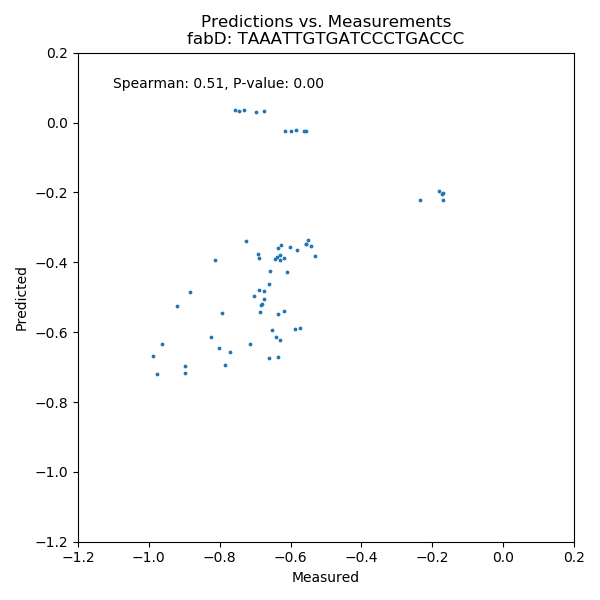 Predictions vs. Measurements
fabD: TAAATTGTGATCCCTGACCC
Spearman: 0.51, P-value: 0.00
0.2
0.0
−0.2
−0.4
−0.6
−0.8
−1.0
−1.2
Predicted
−1.2 −1.0 −0.8 −0.6 −0.4 −0.2 0.0 0.2
Measured